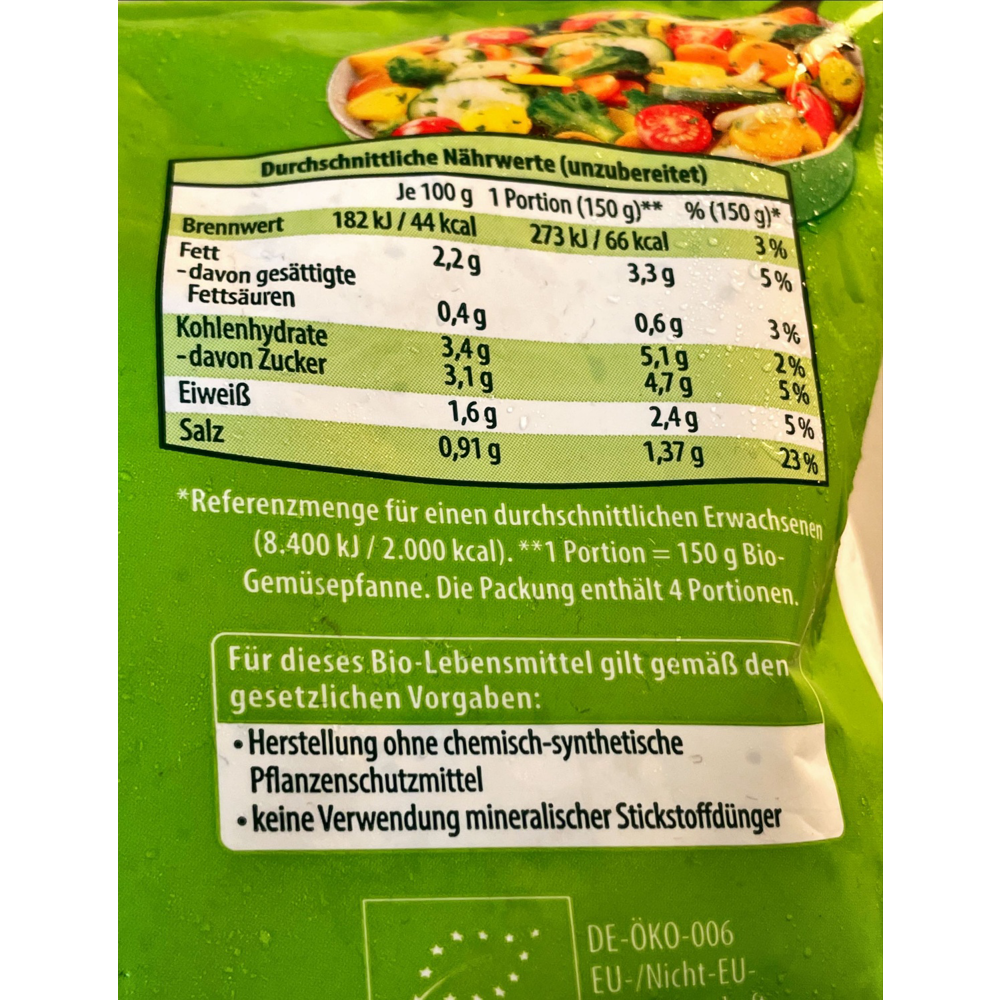 Durchschnittliche Nährwerte (unzubereitet)
Je 100 g 1 Portion (150 g)** % (150 g)*
Brennwert 182 kJ / 44 kcal 273 kJ / 66 kcal 3 %
Fett 2,2 g 3,3 g 5 %
- davon gesättigte
Fettsäuren 0,4 g 0,6 g 3 %
Kohlenhydrate 3,4 g 5,1 g 2 %
- davon Zucker 3,1 g 4,7 g 5 %
Eiweiß 1,6 g 2,4 g 5 %
Salz 0,91 g 1,37 g 23 %
*Referenzmenge für einen durchschnittlichen Erwachsenen
(8.400 kJ / 2.000 kcal). **1 Portion = 150 g Bio-
Gemüsepfanne. Die Packung enthält 4 Portionen.
Für dieses Bio-Lebensmittel gilt gemäß den
gesetzlichen Vorgaben:
• Herstellung ohne chemisch-synthetische
Pflanzenschutzmittel
• keine Verwendung mineralischer Stickstoffdünger
DE-ÖKO-006
EU-/Nicht-EU-